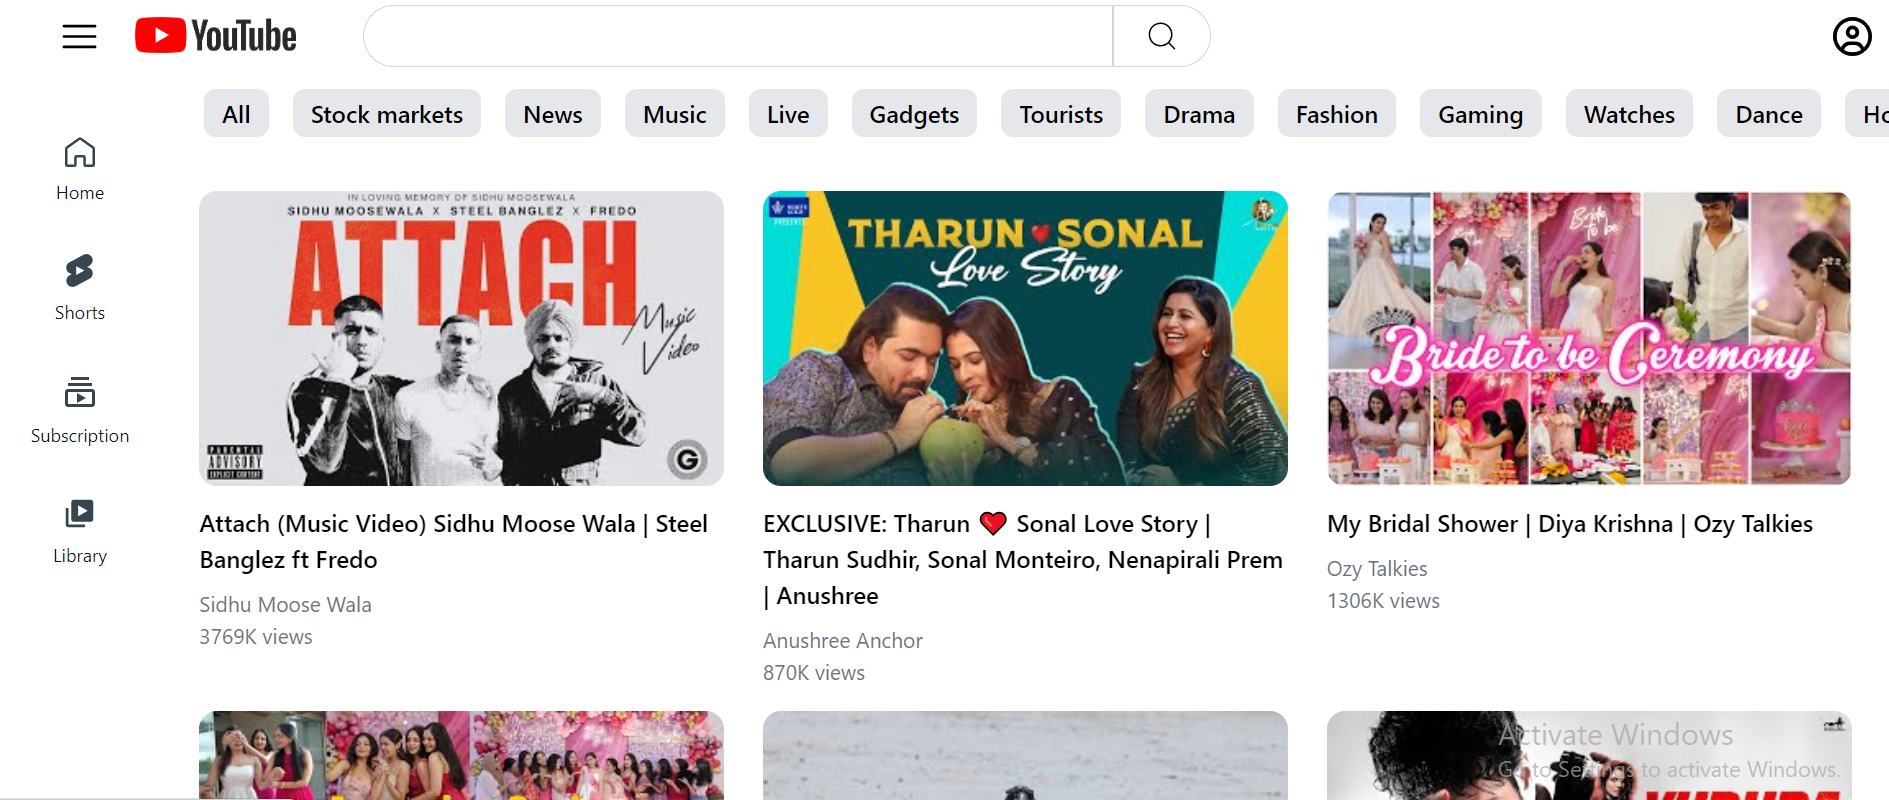 YouTube
All
Stock markets
News
Music
Live
Gadgets
Tourists
Drama
Fashion
Gaming
Watches
Dance
Ho
Home
Shorts
Subscription
Library
IN LOVING MEMORY OF SIDHU MOOSEWALA
SIDHU MOOSEWALA X STEEL BANGLEZ X FREDO
ATTACH
Music
Video
PARENTAL
ADVISORY
EXPLICIT CONTENT
G
Attach (Music Video) Sidhu Moose Wala | Steel
Banglez ft Fredo
Sidhu Moose Wala
3769K views
PRESENTS
THARUN ❤ SONAL
Love Story
EXCLUSIVE: Tharun ❤️ Sonal Love Story |
Tharun Sudhir, Sonal Monteiro, Nenapirali Prem
| Anushree
Anushree Anchor
870K views
Bride
To be
Bride to be Ceremony
My Bridal Shower | Diya Krishna | Ozy Talkies
Ozy Talkies
1306K views
Activate Windows
Go to Settings to activate Windows.